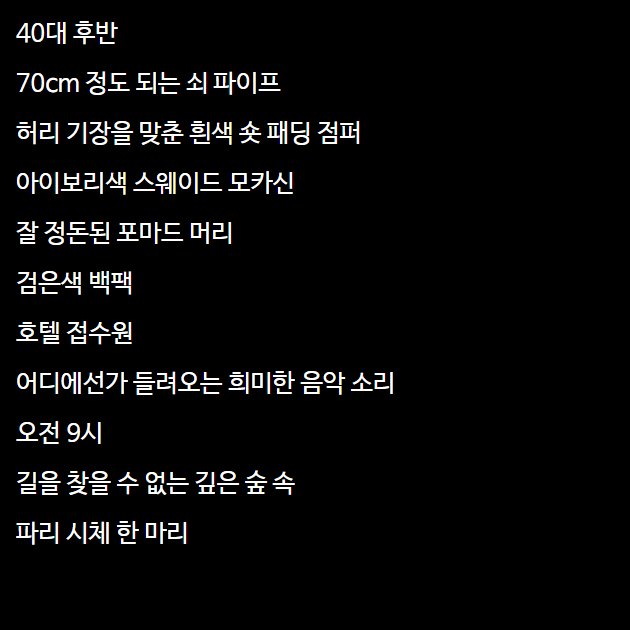 40대 후반
70cm 정도 되는 쇠 파이프
허리 기장을 맞춘 흰색 숏 패딩 점퍼
아이보리색 스웨이드 모카신
잘 정돈된 포마드 머리
검은색 백팩
호텔 접수원
어디에선가 들려오는 희미한 음악 소리
오전 9시
길을 찾을 수 없는 깊은 숲 속
파리 시체 한 마리